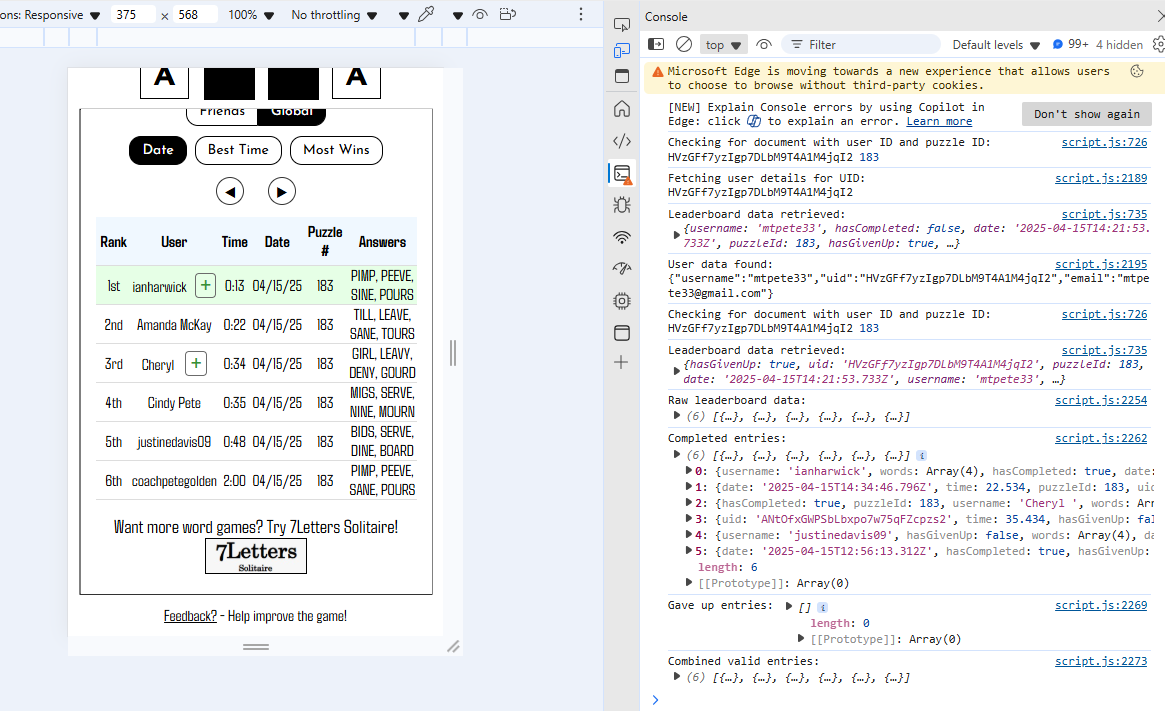 ons: Responsive 375 x 568 100% No throttling
A A
Friends Global
Date Best Time Most Wins
Rank User Time Date Puzzle # Answers
1st ianharwick + 0:13 04/15/25 183 PIMP, PEEVE, SINE, POURS
2nd Amanda McKay 0:22 04/15/25 183 TILL, LEAVE, SANE, TOURS
3rd Cheryl + 0:34 04/15/25 183 GIRL, LEAVY, DENY, GOURD
4th Cindy Pete 0:35 04/15/25 183 MIGS, SERVE, NINE, MOURN
5th justinedavis09 0:48 04/15/25 183 BIDS, SERVE, DINE, BOARD
6th coachpetegolden 2:00 04/15/25 183 PIMP, PEEVE, SANE, POURS
Want more word games? Try 7Letters Solitaire!
7Letters
Solitaire
Feedback? - Help improve the game!
Console
top Filter Default levels 99+ 4 hidden
Microsoft Edge is moving towards a new experience that allows users
to choose to browse without third-party cookies.
[NEW] Explain Console errors by using Copilot in
Edge: click to explain an error. Learn more
Don't show again
Checking for document with user ID and puzzle ID: script.js:726
HVzGFf7yzIgp7DLbM9T4A1M4jqI2 183
Fetching user details for UID: script.js:2189
HVzGFf7yzIgp7DLbM9T4A1M4jqI2
Leaderboard data retrieved: script.js:735
{username: 'mtpete33', hasCompleted: false, date: '2025-04-15T14:21:53.
733Z', puzzleId: 183, hasGivenUp: true, …}
User data found: script.js:2195
{"username":"mtpete33","uid":"HVzGFf7yzIgp7DLbM9T4A1M4jqI2","email":"mtpe
te33@gmail.com"}
Checking for document with user ID and puzzle ID: script.js:726
HVzGFf7yzIgp7DLbM9T4A1M4jqI2 183
Leaderboard data retrieved: script.js:735
{hasGivenUp: true, uid: 'HVzGFf7yzIgp7DLbM9T4A1M4jqI2', puzzleId: 183,
date: '2025-04-15T14:21:53.733Z', username: 'mtpete33', …}
Raw leaderboard data: script.js:2254
(6) [{…}, {…}, {…}, {…}, {…}, {…}]
Completed entries: script.js:2262
(6) [{…}, {…}, {…}, {…}, {…}, {…}] i
0: {username: 'ianharwick', words: Array(4), hasCompleted: true, date:
1: {date: '2025-04-15T14:34:46.796Z', time: 22.534, puzzleId: 183, uid
2: {hasCompleted: true, puzzleId: 183, username: 'Cheryl ', words: Arr
3: {uid: 'ANtOfxGWPSbLbxpo7w75qFZcpzs2', time: 35.434, hasGivenUp: fal
4: {username: 'justinedavis09', hasGivenUp: false, words: Array(4), da
5: {date: '2025-04-15T12:56:13.312Z', hasCompleted: true, hasGivenUp:
length: 6
[[Prototype]]: Array(0)
Gave up entries: [] i script.js:2269
length: 0
[[Prototype]]: Array(0)
Combined valid entries: script.js:2273
(6) [{…}, {…}, {…}, {…}, {…}, {…}]